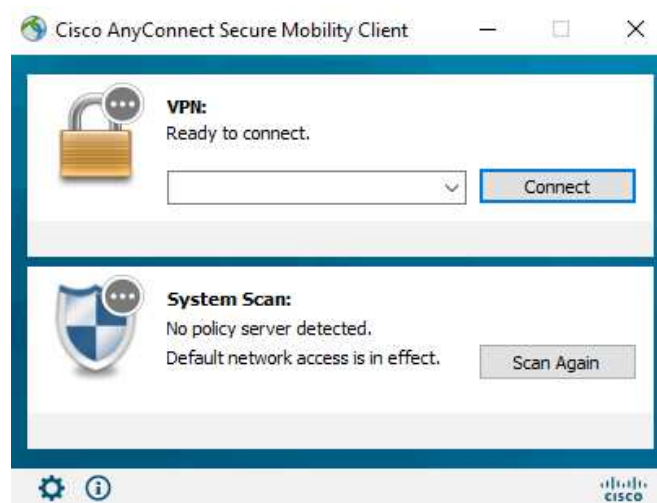 Cisco AnyConnect Secure Mobility Client
VPN:
Ready to connect.
Connect
System Scan:
No policy server detected.
Default network access is in effect.
Scan Again
CISCO